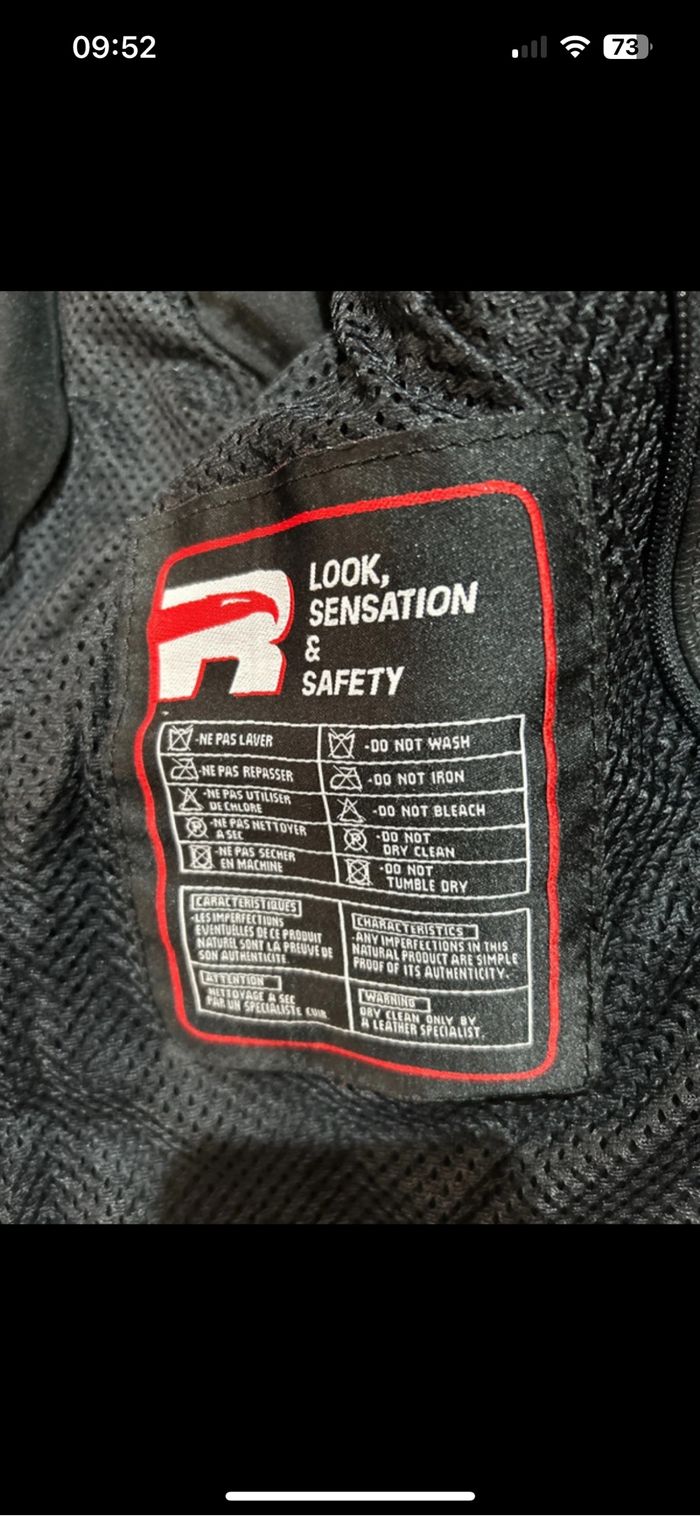 09:52
73
R
LOOK,
SENSATION
&
SAFETY
-NE PAS LAVER
-DO NOT WASH
-NE PAS REPASSER
-DO NOT IRON
-NE PAS UTILISER
DE CHLORE
-DO NOT BLEACH
P
-NE PAS NETTOYER
A SEC
P
-DO NOT
DRY CLEAN
-NE PAS SECHER
EN MACHINE
-DO NOT
TUMBLE DRY
CARACTERISTIQUES
-LES IMPERFECTIONS
EVENTUELLES DE CE PRODUIT
NATUREL SONT LA PREUVE DE
SON AUTHENTICITE.
CHARACTERISTICS
-ANY IMPERFECTIONS IN THIS
NATURAL PRODUCT ARE SIMPLE
PROOF OF ITS AUTHENTICITY.
ATTENTION
NETTOYAGE A SEC
PAR UN SPECIALISTE CUIR
WARNING
DRY CLEAN ONLY BY
A LEATHER SPECIALIST.